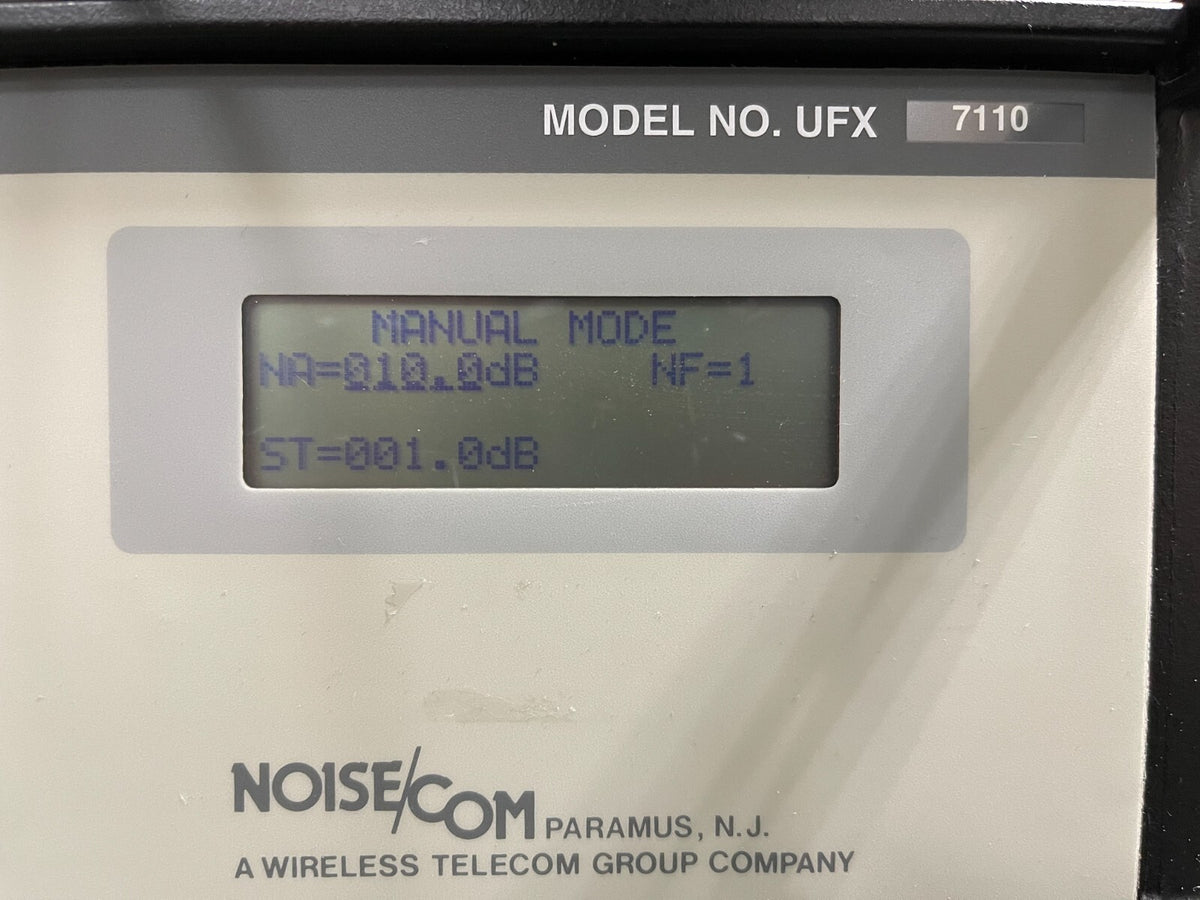 MODEL NO. UFX 7110
MANUAL MODE
NA=010.0dB NF=1
ST=001.0dB
NOISE/COM PARAMUS, N.J.
A WIRELESS TELECOM GROUP COMPANY